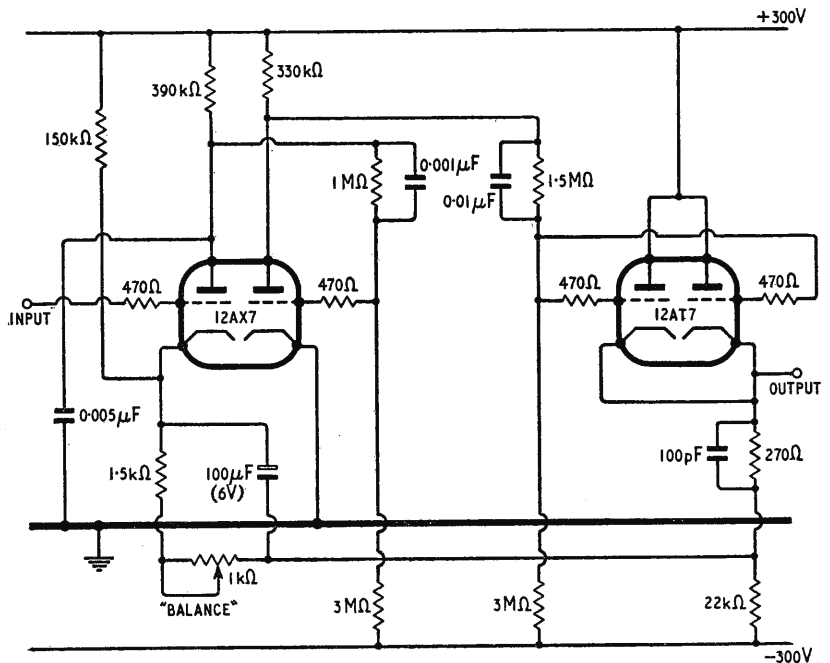 +300V
390kΩ
330kΩ
150kΩ
1MΩ
0·001μF
0·01μF
1·5MΩ
470Ω
470Ω
470Ω
470Ω
INPUT
12AX7
12AT7
OUTPUT
0·005μF
1·5kΩ
100μF
(6V)
100pF
270Ω
1kΩ
"BALANCE"
3MΩ
3MΩ
22kΩ
-300V